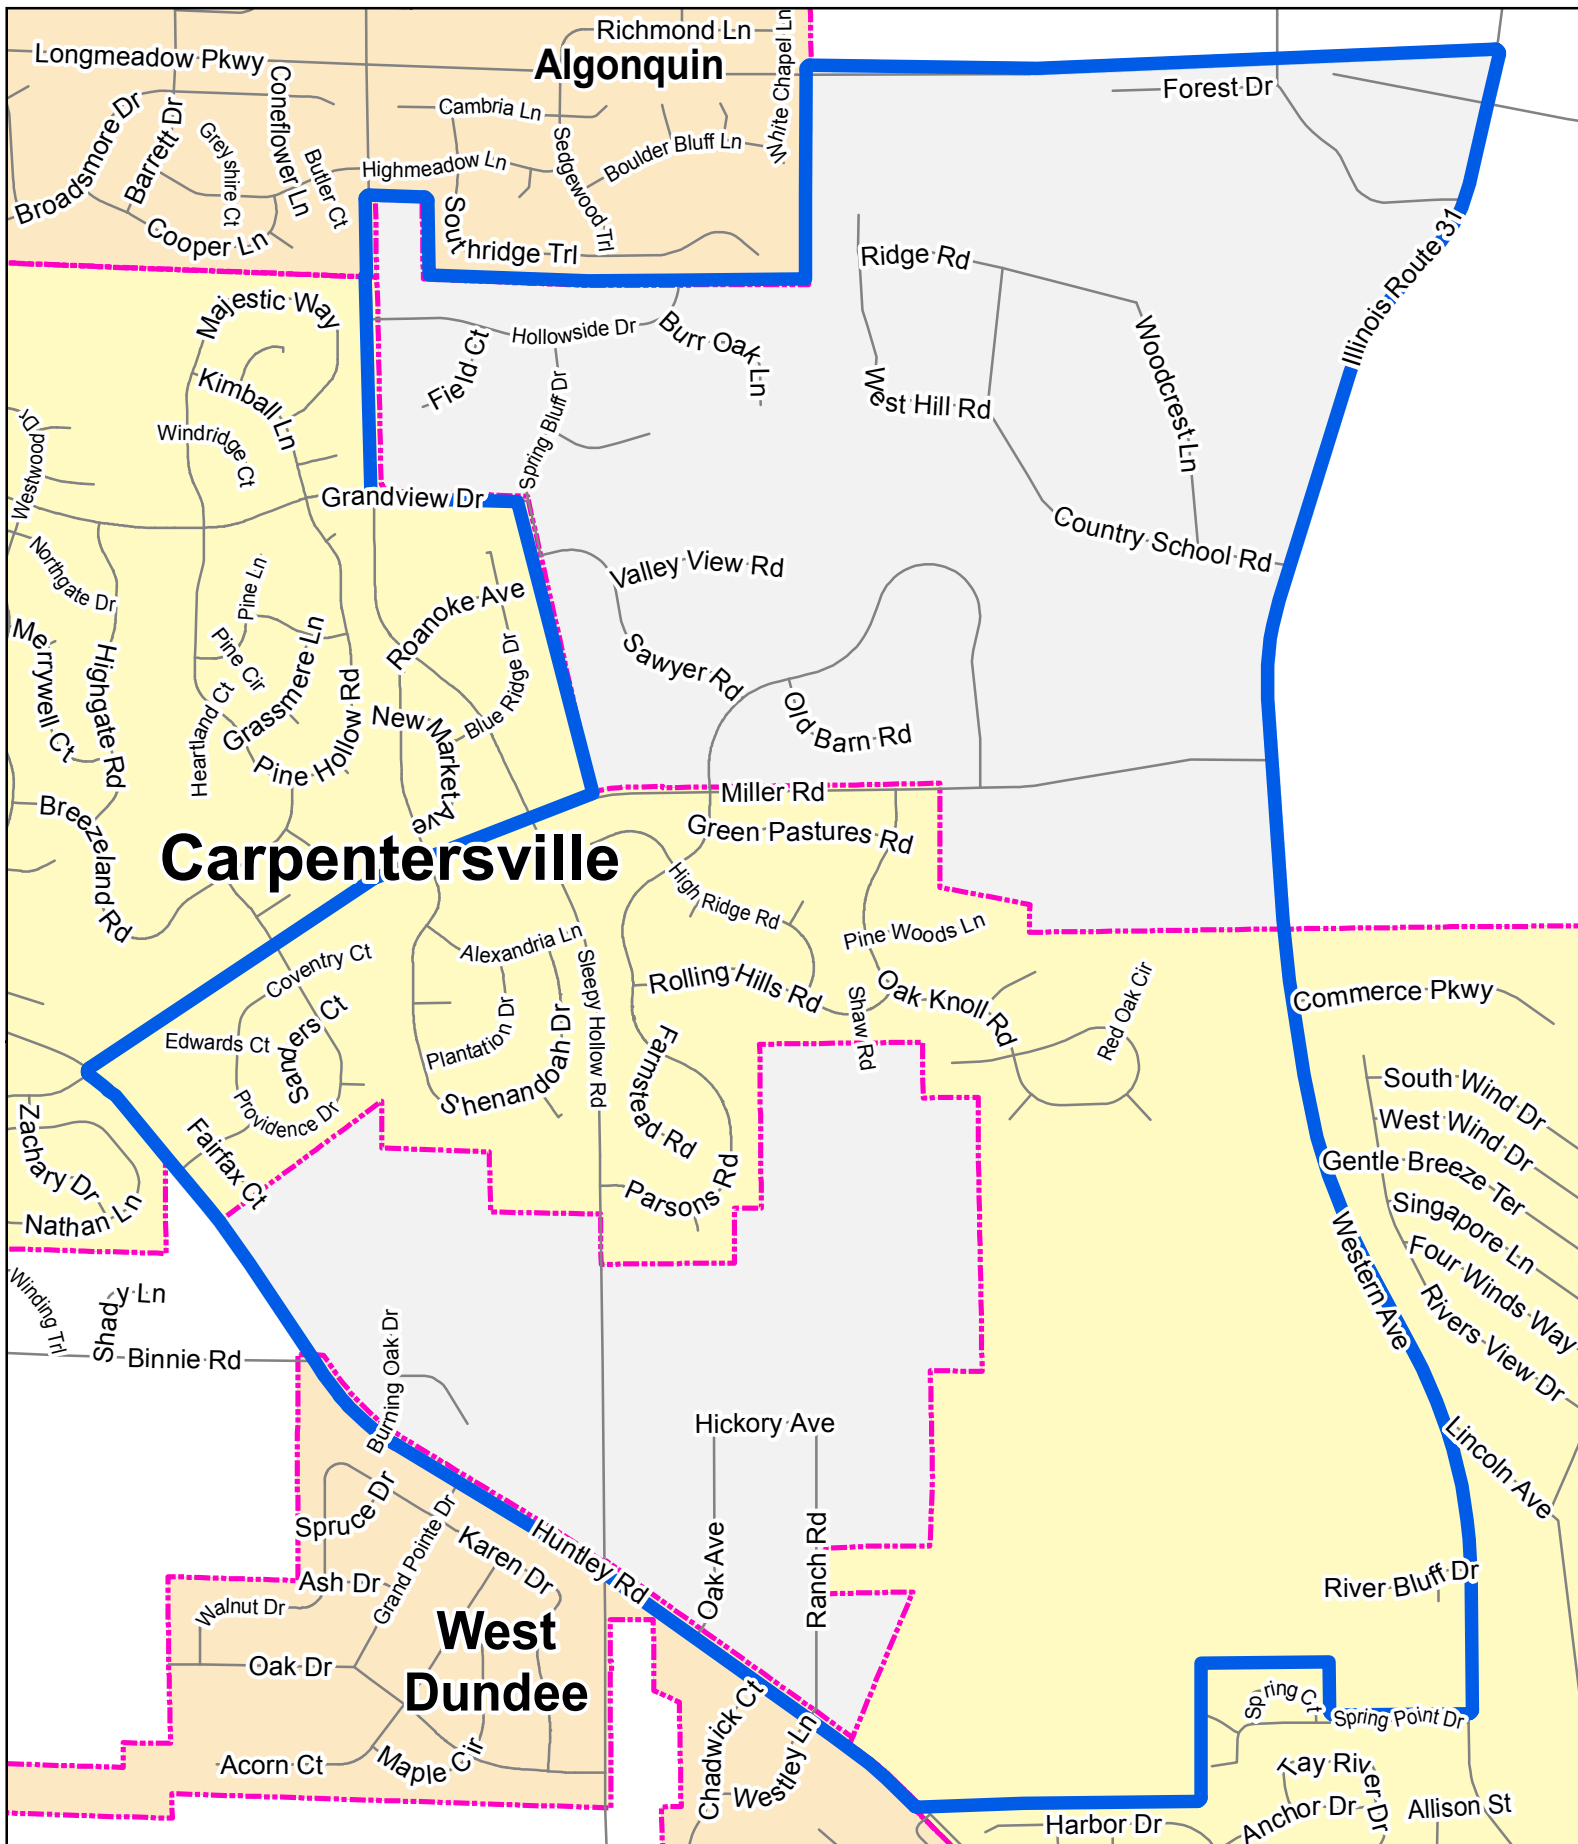 Richmond Ln
Longmeadow Pkwy
Algonquin
White Chapel Ln
Forest Dr
Coneflower Ln
Broadsmore Dr
Barrett Dr
Cambria Ln
Greyshire Ct
Butler Ct
Sedgewood Trl
Boulder Bluff Ln
Highmeadow Ln
Cooper Ln
Southridge Trl
Ridge Rd
Illinois Route 31
Majestic Way
Hollowside Dr
Burr Oak Ln
Field Ct
Woodcrest Ln
Kimball Ln
West Hill Rd
Windridge Ct
Westwood Dr
Spring Bluff Dr
Grandview Dr
Country School Rd
Northgate Dr
Pine Ln
Valley View Rd
Roanoke Ave
Merrywell Ct
Highgate Rd
Pine Cir
Grassmere Ln
Blue Ridge Dr
Sawyer Rd
Heartland Ct
Pine Hollow Rd
New Market Ave
Old Barn Rd
Miller Rd
Breezeland Rd
Green Pastures Rd
Carpentersville
High Ridge Rd
Pine Woods Ln
Coventry Ct
Alexandria Ln
Sleepy Hollow Rd
Rolling Hills Rd
Oak Knoll Rd
Shaw Rd
Red Oak Cir
Commerce Pkwy
Edwards Ct
Sanders Ct
Plantation Dr
Shenandoah Dr
Farmstead Rd
South Wind Dr
Providence Dr
West Wind Dr
Zachary Dr
Fairfax Ct
Gentle Breeze Ter
Parsons Rd
Nathan Ln
Singapore Ln
Western Ave
Four Winds Way
Winding Trl
Shady Ln
Rivers View Dr
Binnie Rd
Burning Oak Dr
Hickory Ave
Lincoln Ave
Spruce Dr
Grand Pointe Dr
Karen Dr
Huntley Rd
Oak Ave
Ranch Rd
Ash Dr
River Bluff Dr
Walnut Dr
West
Dundee
Oak Dr
Chadwick Ct
Spring Ct
Spring Point Dr
Westley Ln
Acorn Ct
Maple Cir
Tay River Dr
Harbor Dr
Anchor Dr
Allison St